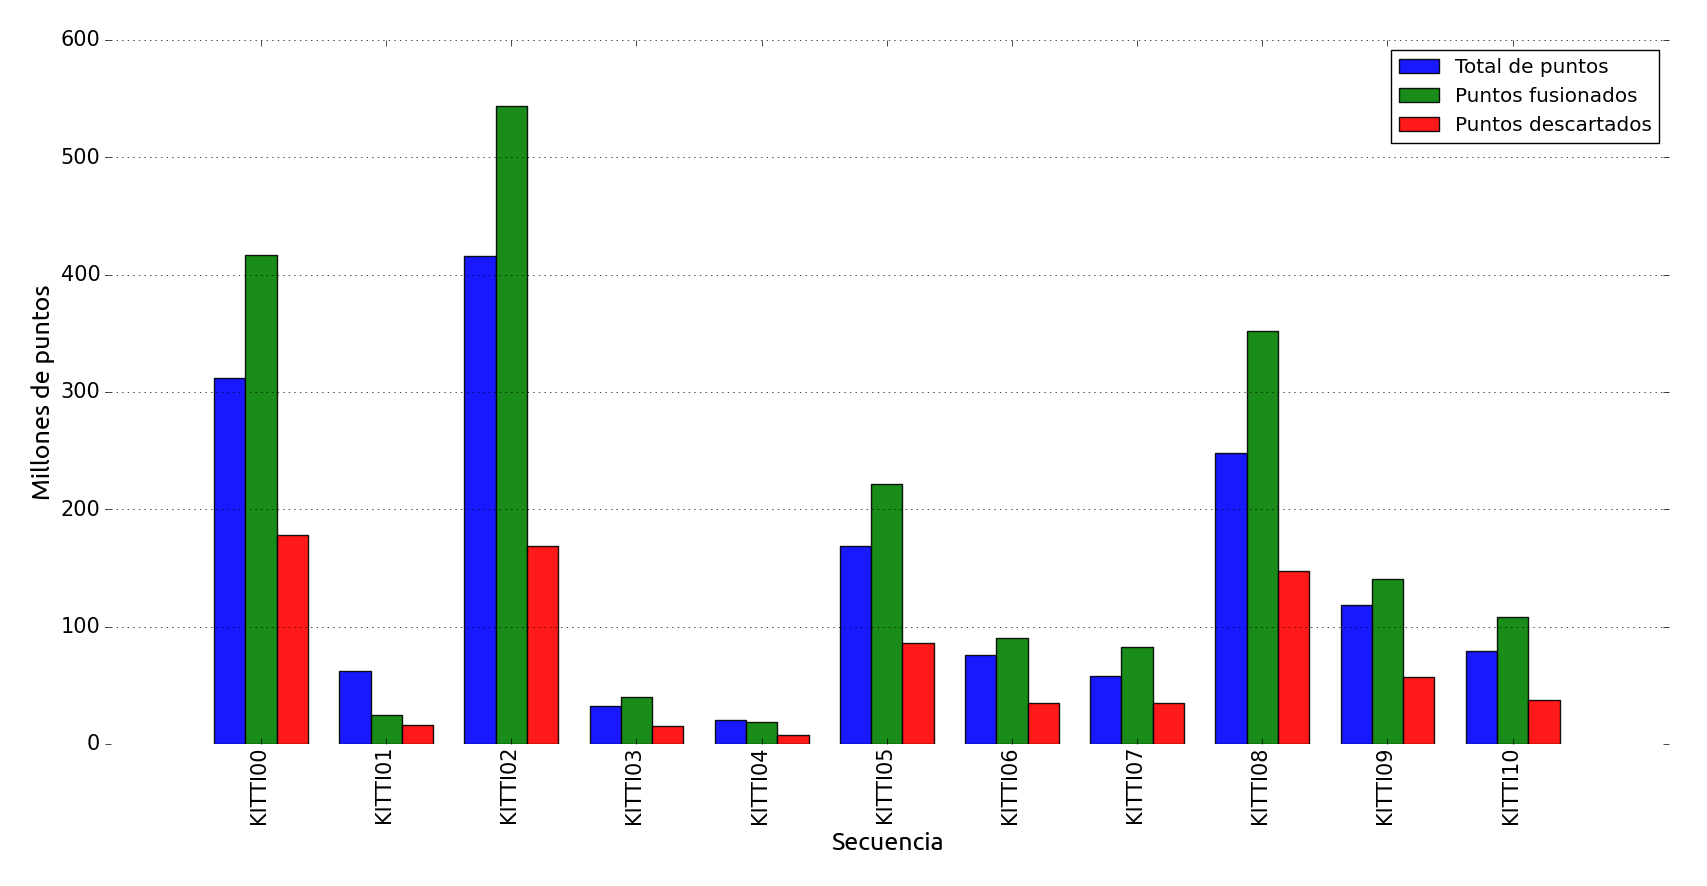 600
500
400
300
200
100
0
Millones de puntos
Total de puntos
Puntos fusionados
Puntos descartados
KITTI00
KITTI01
KITTI02
KITTI03
KITTI04
KITTI05
KITTI06
KITTI07
KITTI08
KITTI09
KITTI10
Secuencia